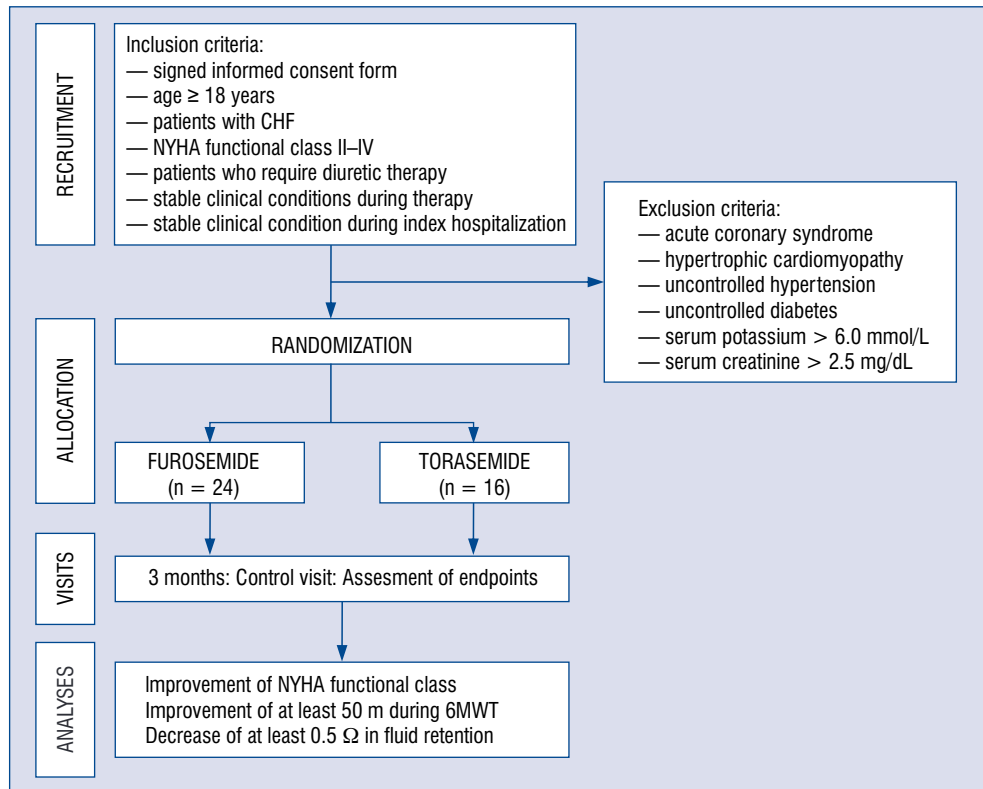 RECRUITMENT
Inclusion criteria:
— signed informed consent form
— age ≥ 18 years
— patients with CHF
— NYHA functional class II–IV
— patients who require diuretic therapy
— stable clinical conditions during therapy
— stable clinical condition during index hospitalization
Exclusion criteria:
— acute coronary syndrome
— hypertrophic cardiomyopathy
— uncontrolled hypertension
— uncontrolled diabetes
— serum potassium > 6.0 mmol/L
— serum creatinine > 2.5 mg/dL
ALLOCATION
RANDOMIZATION
FUROSEMIDE
(n = 24)
TORASEMIDE
(n = 16)
VISITS
3 months: Control visit: Assesment of endpoints
ANALYSES
Improvement of NYHA functional class
Improvement of at least 50 m during 6MWT
Decrease of at least 0.5 Ω in fluid retention